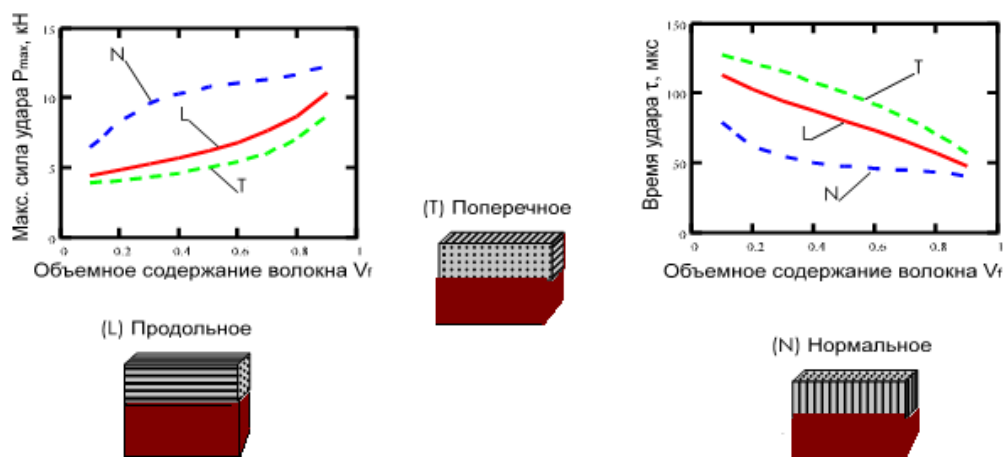 Макс. сила удара Pmax, кН
15
10
5
0
N
L
T
0 0.2 0.4 0.6 0.8 1
Объемное содержание волокна Vf
Время удара τ, мкс
150
100
50
0
T
L
N
0 0.2 0.4 0.6 0.8 1
Объемное содержание волокна Vf
(T) Поперечное
(L) Продольное
(N) Нормальное